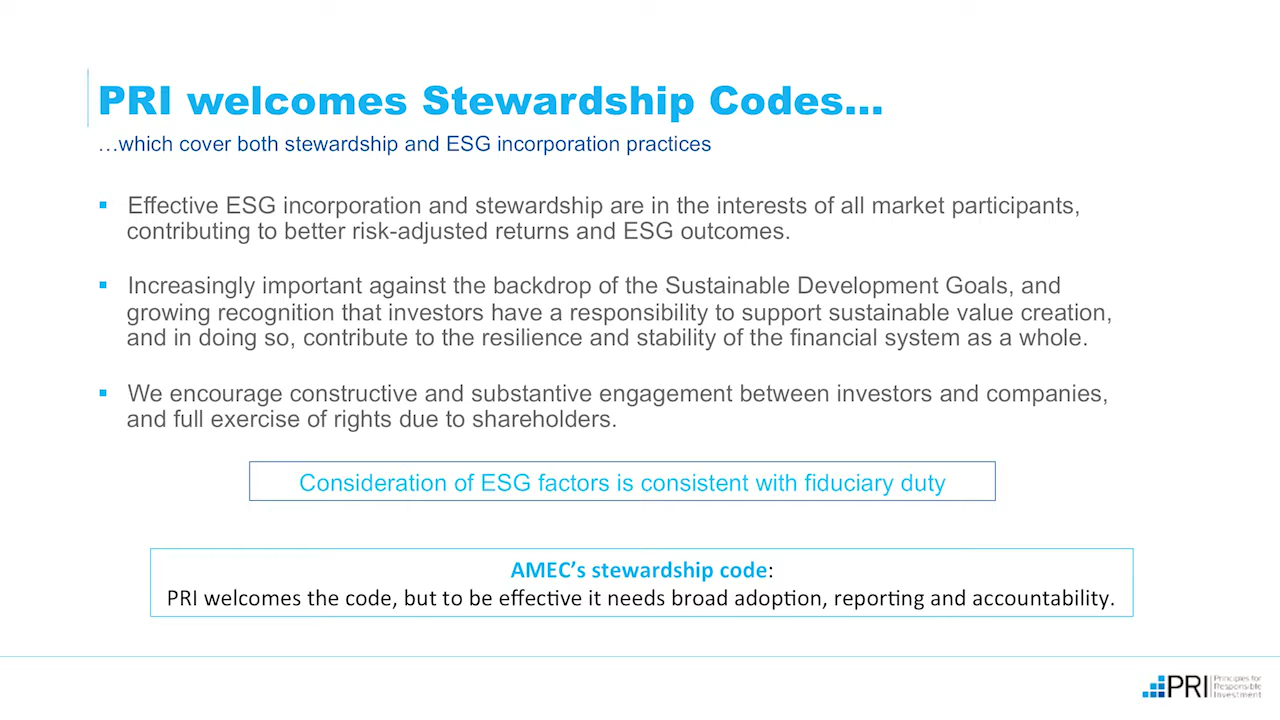 PRI welcomes Stewardship Codes...
...which cover both stewardship and ESG incorporation practices
▪ Effective ESG incorporation and stewardship are in the interests of all market participants,
contributing to better risk-adjusted returns and ESG outcomes.
▪ Increasingly important against the backdrop of the Sustainable Development Goals, and
growing recognition that investors have a responsibility to support sustainable value creation,
and in doing so, contribute to the resilience and stability of the financial system as a whole.
▪ We encourage constructive and substantive engagement between investors and companies,
and full exercise of rights due to shareholders.
Consideration of ESG factors is consistent with fiduciary duty
AMEC's stewardship code:
PRI welcomes the code, but to be effective it needs broad adoption, reporting and accountability.
PRI
Principles for
Responsible
Investment